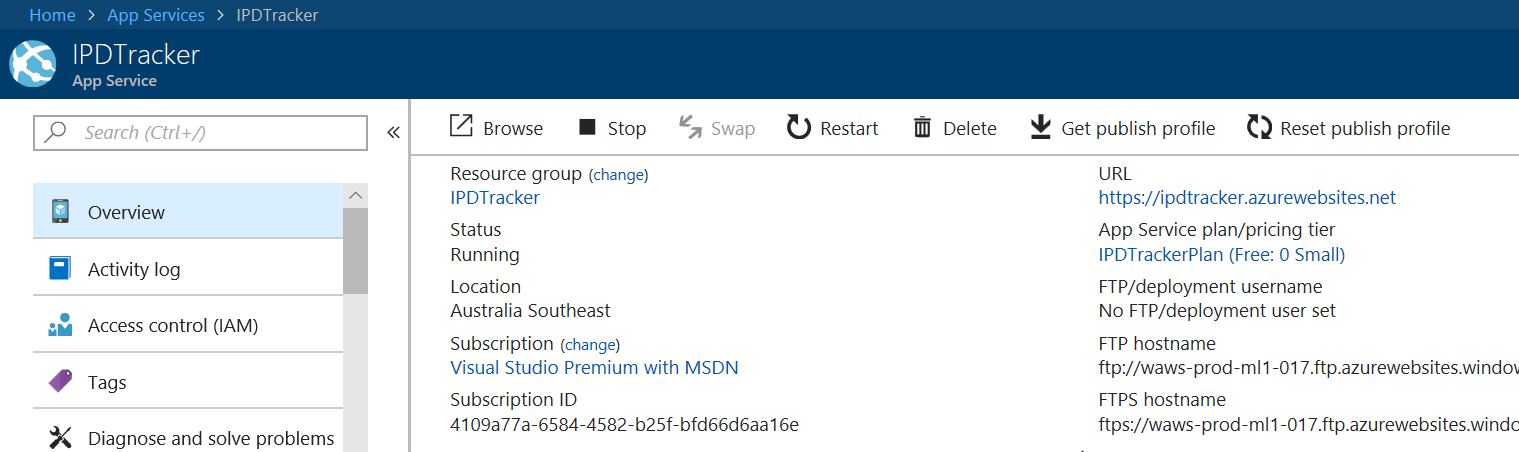 Home > App Services > IPDTracker
IPDTracker
App Service
Search (Ctrl+/)
«
Overview
Activity log
Access control (IAM)
Tags
Diagnose and solve problems
Browse Stop Swap Restart Delete Get publish profile Reset publish profile
Resource group (change)
IPDTracker
Status
Running
Location
Australia Southeast
Subscription (change)
Visual Studio Premium with MSDN
Subscription ID
4109a77a-6584-4582-b25f-bfd66d6aa16e
URL
https://ipdtracker.azurewebsites.net
App Service plan/pricing tier
IPDTrackerPlan (Free: 0 Small)
FTP/deployment username
No FTP/deployment user set
FTP hostname
ftp://waws-prod-ml1-017.ftp.azurewebsites.window
FTPS hostname
ftps://waws-prod-ml1-017.ftp.azurewebsites.windo